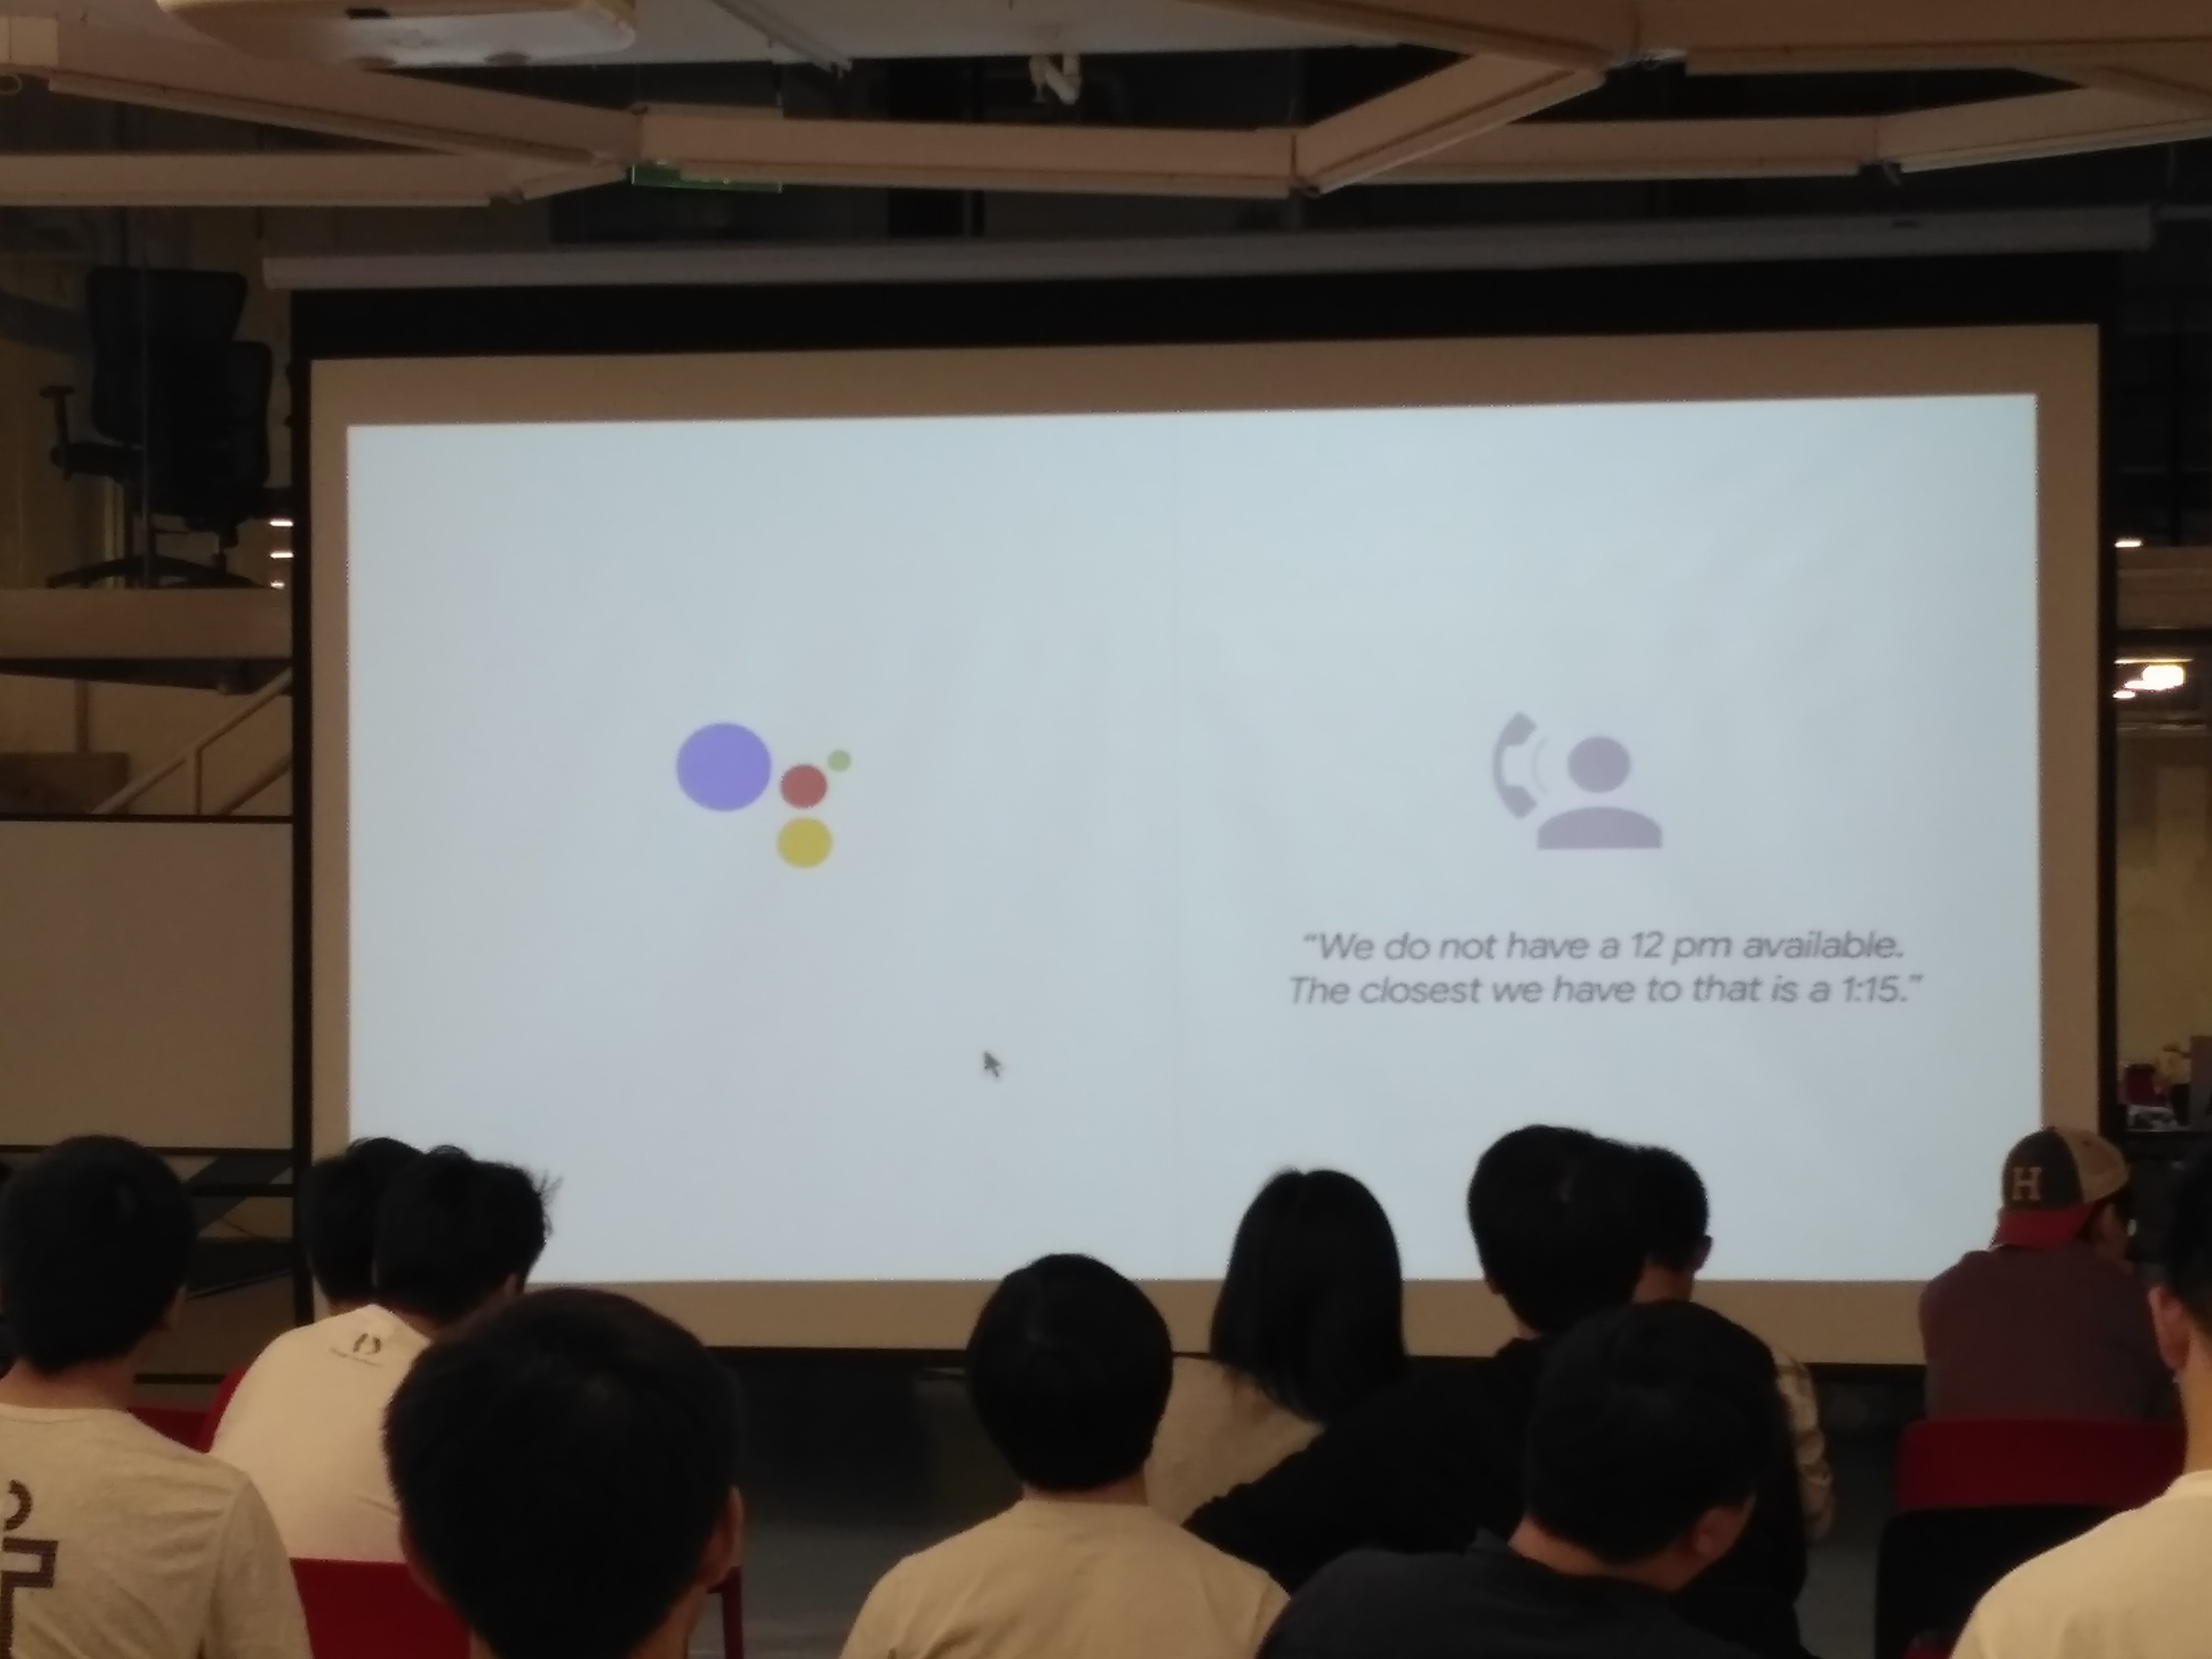 “We do not have a 12 pm available.
The closest we have to that is a 1:15.”
H